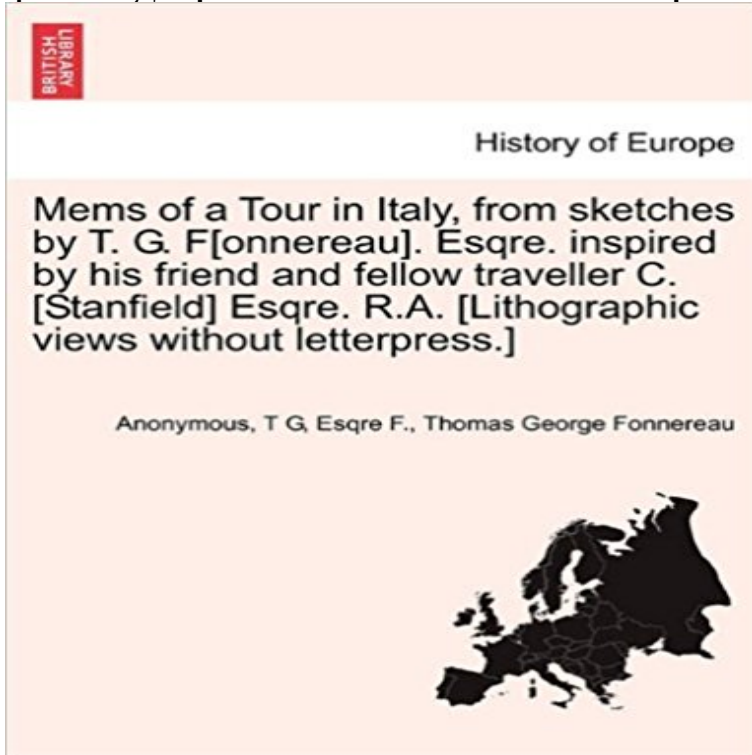 BRITISH
LIBRARY
History of Europe
Mems of a Tour in Italy, from sketches
by T. G. F[onnereau]. Esqre. inspired
by his friend and fellow traveller C.
[Stanfield] Esqre. R.A. [Lithographic
views without letterpress.]
Anonymous, T G, Esqre F., Thomas George Fonnereau